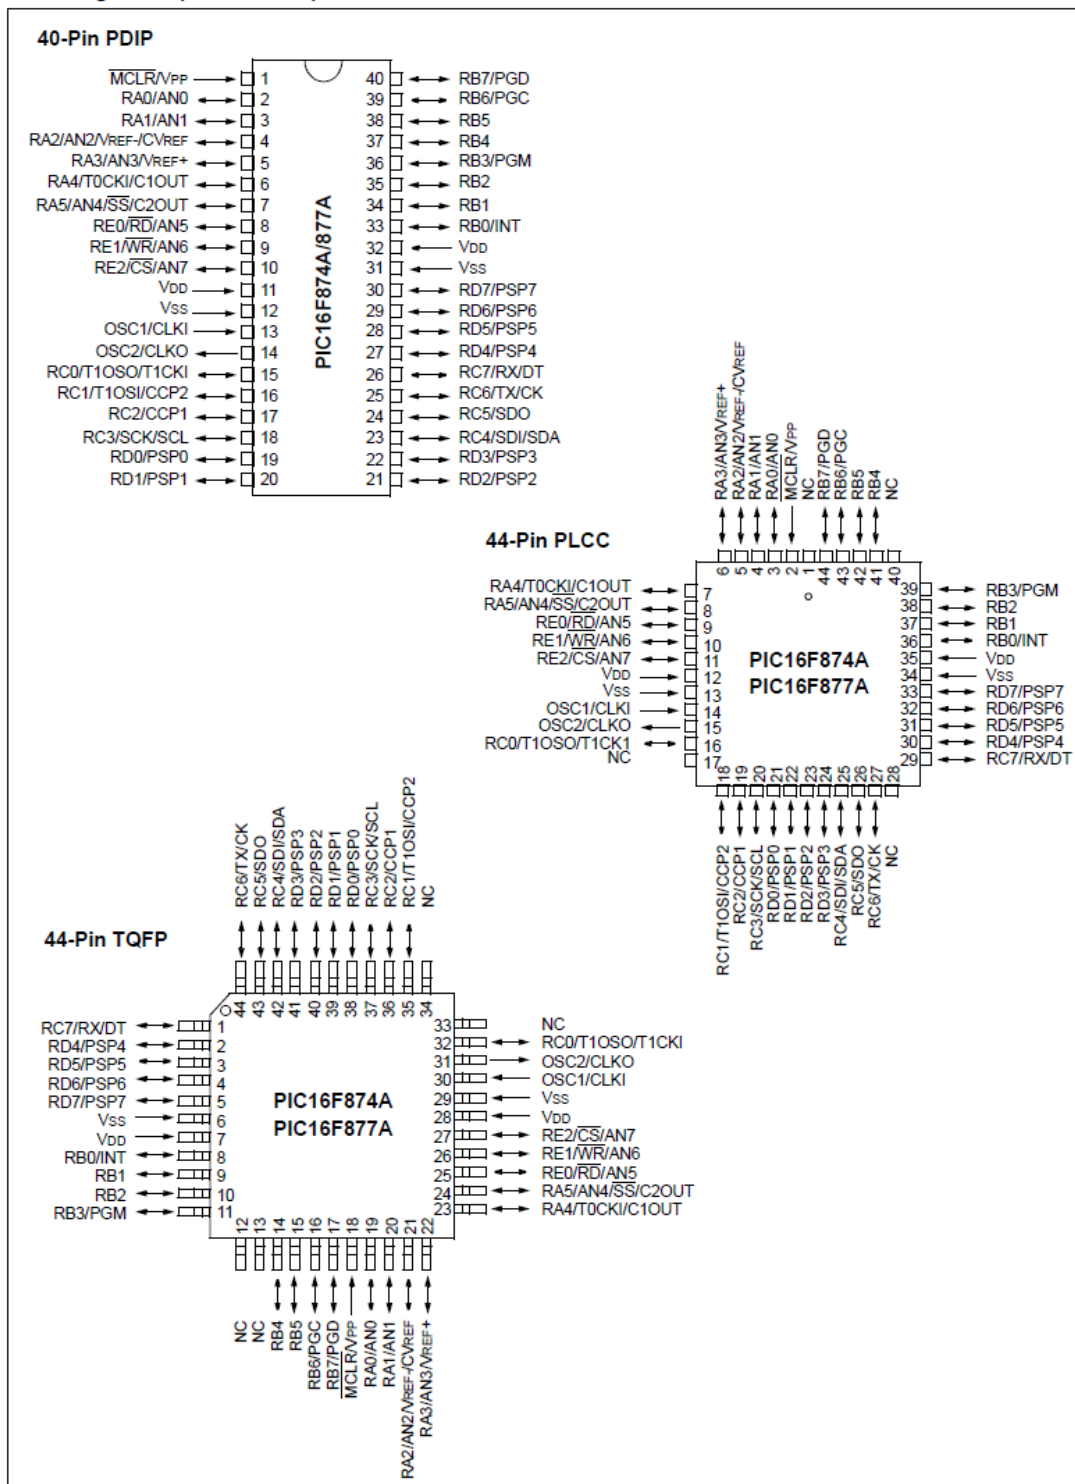 40-Pin PDIP
MCLR/VPP 1 40 RB7/PGD
RA0/AN0 2 39 RB6/PGC
RA1/AN1 3 38 RB5
RA2/AN2/VREF-/CVREF 4 37 RB4
RA3/AN3/VREF+ 5 36 RB3/PGM
RA4/T0CKI/C1OUT 6 35 RB2
RA5/AN4/SS/C2OUT 7 34 RB1
RE0/RD/AN5 8 33 RB0/INT
RE1/WR/AN6 9 32 VDD
RE2/CS/AN7 10 31 VSS
VDD 11 30 RD7/PSP7
VSS 12 29 RD6/PSP6
OSC1/CLKI 13 28 RD5/PSP5
OSC2/CLKO 14 27 RD4/PSP4
RC0/T1OSO/T1CKI 15 26 RC7/RX/DT
RC1/T1OSI/CCP2 16 25 RC6/TX/CK
RC2/CCP1 17 24 RC5/SDO
RC3/SCK/SCL 18 23 RC4/SDI/SDA
RD0/PSP0 19 22 RD3/PSP3
RD1/PSP1 20 21 RD2/PSP2
PIC16F874A/877A
44-Pin PLCC
RA3/AN3/VREF+
RA2/AN2/VREF-/CVREF
RA1/AN1
RA0/AN0
MCLR/VPP
NC
RB7/PGD
RB6/PGC
RB5
RB4
NC
6 5 4 3 2 1 44 43 42 41 40
RA4/T0CKI/C1OUT 7 39 RB3/PGM
RA5/AN4/SS/C2OUT 8 38 RB2
RE0/RD/AN5 9 37 RB1
RE1/WR/AN6 10 36 RB0/INT
RE2/CS/AN7 11 35 VDD
VDD 12 34 VSS
VSS 13 33 RD7/PSP7
OSC1/CLKI 14 32 RD6/PSP6
OSC2/CLKO 15 31 RD5/PSP5
RC0/T1OSO/T1CK1 16 30 RD4/PSP4
NC 17 29 RC7/RX/DT
PIC16F874A
PIC16F877A
18 19 20 21 22 23 24 25 26 27 28
RC1/T1OSI/CCP2
RC2/CCP1
RC3/SCK/SCL
RD0/PSP0
RD1/PSP1
RD2/PSP2
RD3/PSP3
RC4/SDI/SDA
RC5/SDO
RC6/TX/CK
NC
44-Pin TQFP
RC6/TX/CK
RC5/SDO
RC4/SDI/SDA
RD3/PSP3
RD2/PSP2
RD1/PSP1
RD0/PSP0
RC3/SCK/SCL
RC2/CCP1
RC1/T1OSI/CCP2
NC
44 43 42 41 40 39 38 37 36 35 34
RC7/RX/DT 1 33 NC
RD4/PSP4 2 32 RC0/T1OSO/T1CKI
RD5/PSP5 3 31 OSC2/CLKO
RD6/PSP6 4 30 OSC1/CLKI
RD7/PSP7 5 29 VSS
VSS 6 28 VDD
VDD 7 27 RE2/CS/AN7
RB0/INT 8 26 RE1/WR/AN6
RB1 9 25 RE0/RD/AN5
RB2 10 24 RA5/AN4/SS/C2OUT
RB3/PGM 11 23 RA4/T0CKI/C1OUT
PIC16F874A
PIC16F877A
12 13 14 15 16 17 18 19 20 21 22
NC
NC
RB4
RB5
RB6/PGC
RB7/PGD
MCLR/VPP
RA0/AN0
RA1/AN1
RA2/AN2/VREF-/CVREF
RA3/AN3/VREF+